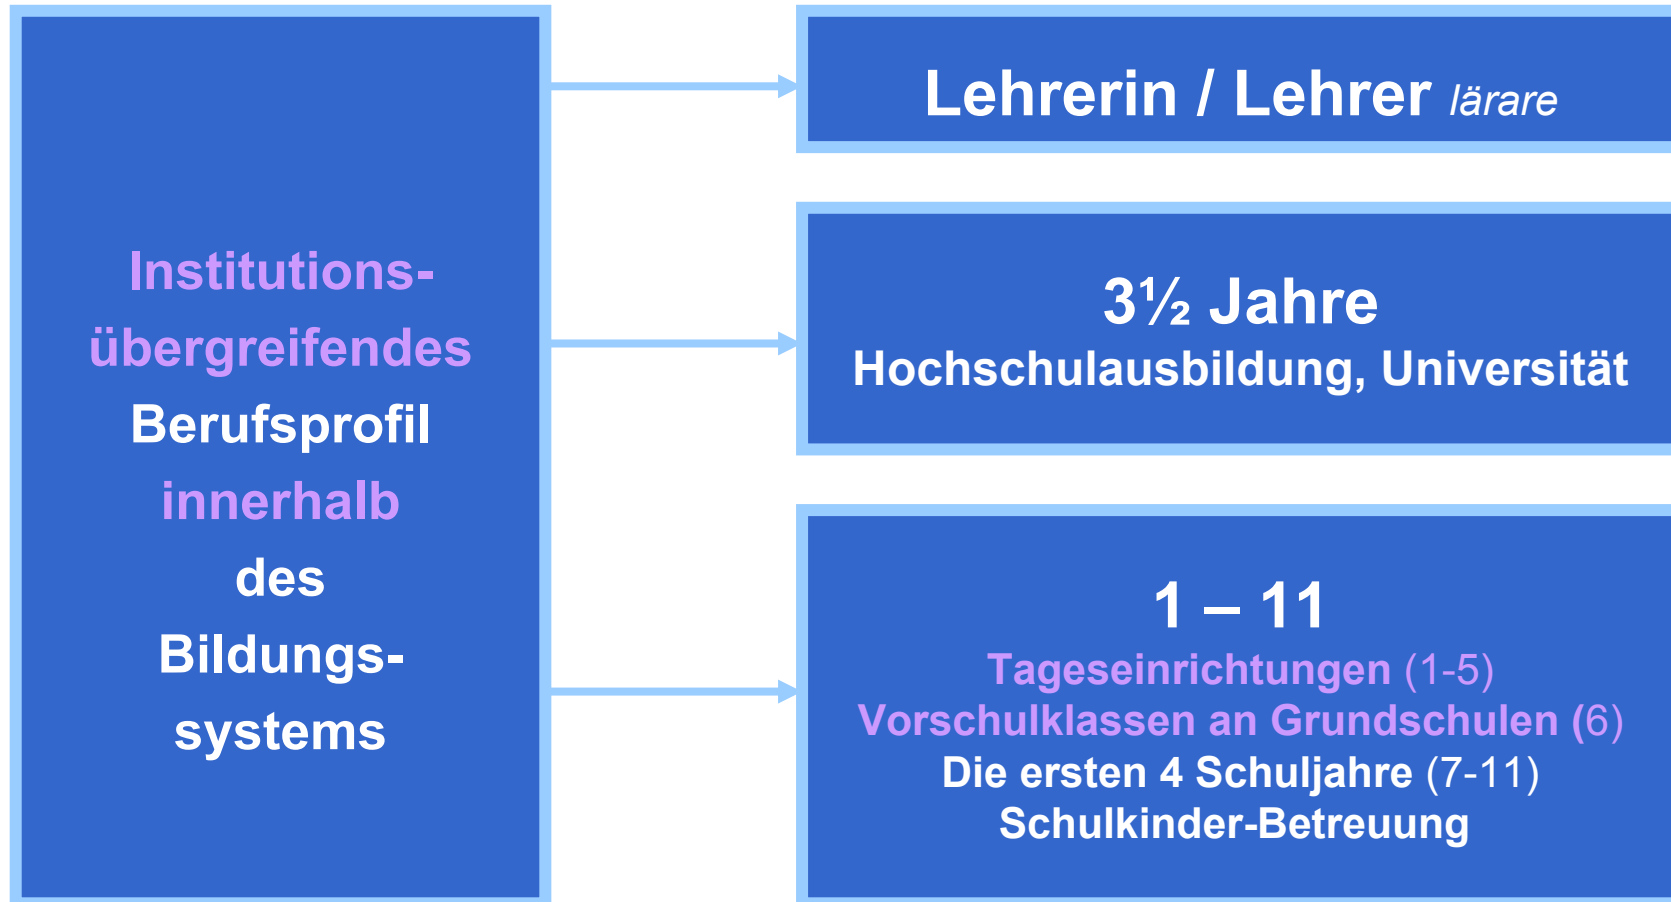 Institutions-
übergreifendes
Berufsprofil
innerhalb
des
Bildungs-
systems
Lehrerin / Lehrer lärare
3½ Jahre
Hochschulausbildung, Universität
1 – 11
Tageseinrichtungen (1-5)
Vorschulklassen an Grundschulen (6)
Die ersten 4 Schuljahre (7-11)
Schulkinder-Betreuung